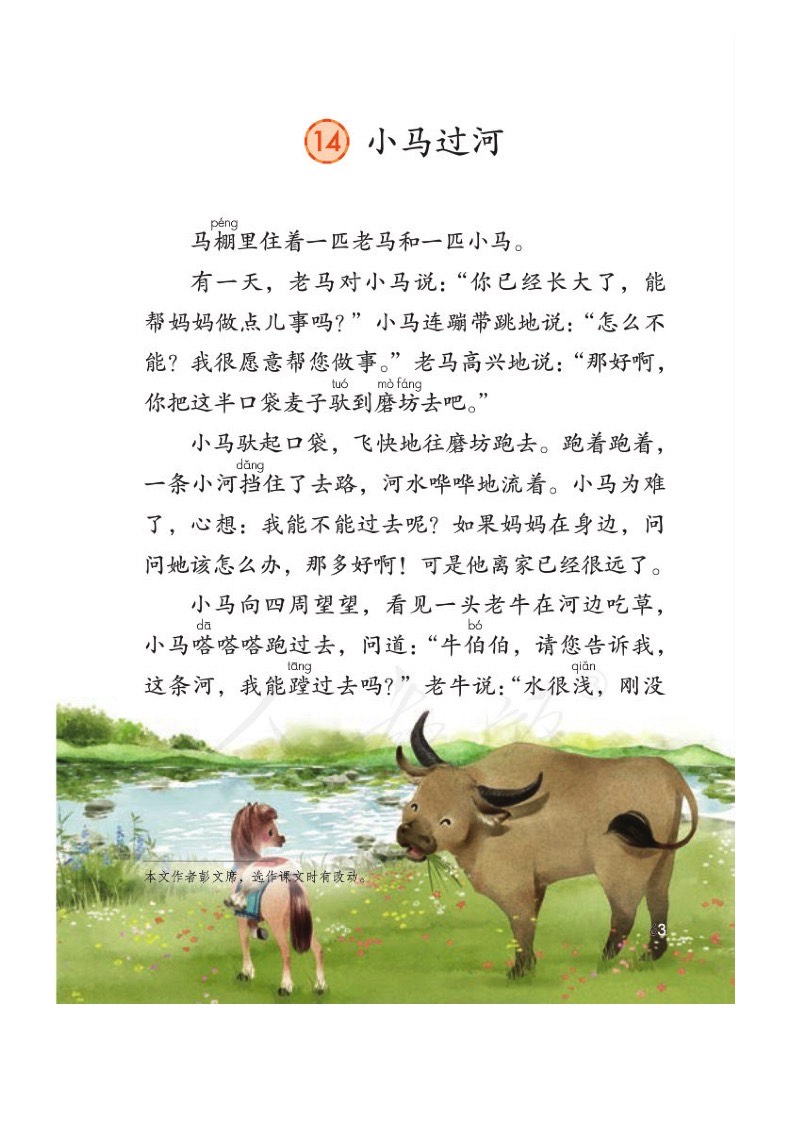 14 小马过河
péng
马棚里住着一匹老马和一匹小马。
有一天，老马对小马说：“你已经长大了，能
帮妈妈做点儿事吗？”小马连蹦带跳地说：“怎么不
能？我很愿意帮您做事。”老马高兴地说：“那好啊，
tuó mò fáng
你把这半口袋麦子驮到磨坊去吧。”
小马驮起口袋，飞快地往磨坊跑去。跑着跑着，
dǎng
一条小河挡住了去路，河水哗哗地流着。小马为难
了，心想：我能不能过去呢？如果妈妈在身边，问
问她该怎么办，那多好啊！可是他离家已经很远了。
小马向四周望望，看见一头老牛在河边吃草，
dā bó
小马嗒嗒嗒跑过去，问道：“牛伯伯，请您告诉我，
tāng qiǎn
这条河，我能蹚过去吗？”老牛说：“水很浅，刚没
人教版®
本文作者彭文席，选作课文时有改动。
63